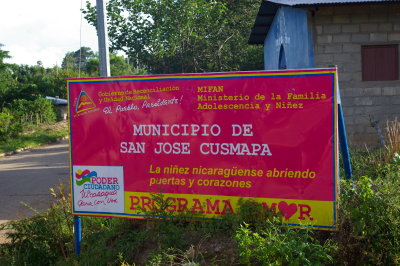 Gobierno de Reconciliación y
Unidad Nacional
El Pueblo, Presidente!
MIFAN
Ministerio de la Familia
Adolescencia y Niñez
MUNICIPIO DE
SAN JOSE CUSMAPA
La niñez nicaragüense abriendo
puertas y corazones
PODER
CIUDADANO
Nicaragua
PROGRAMA AMOR